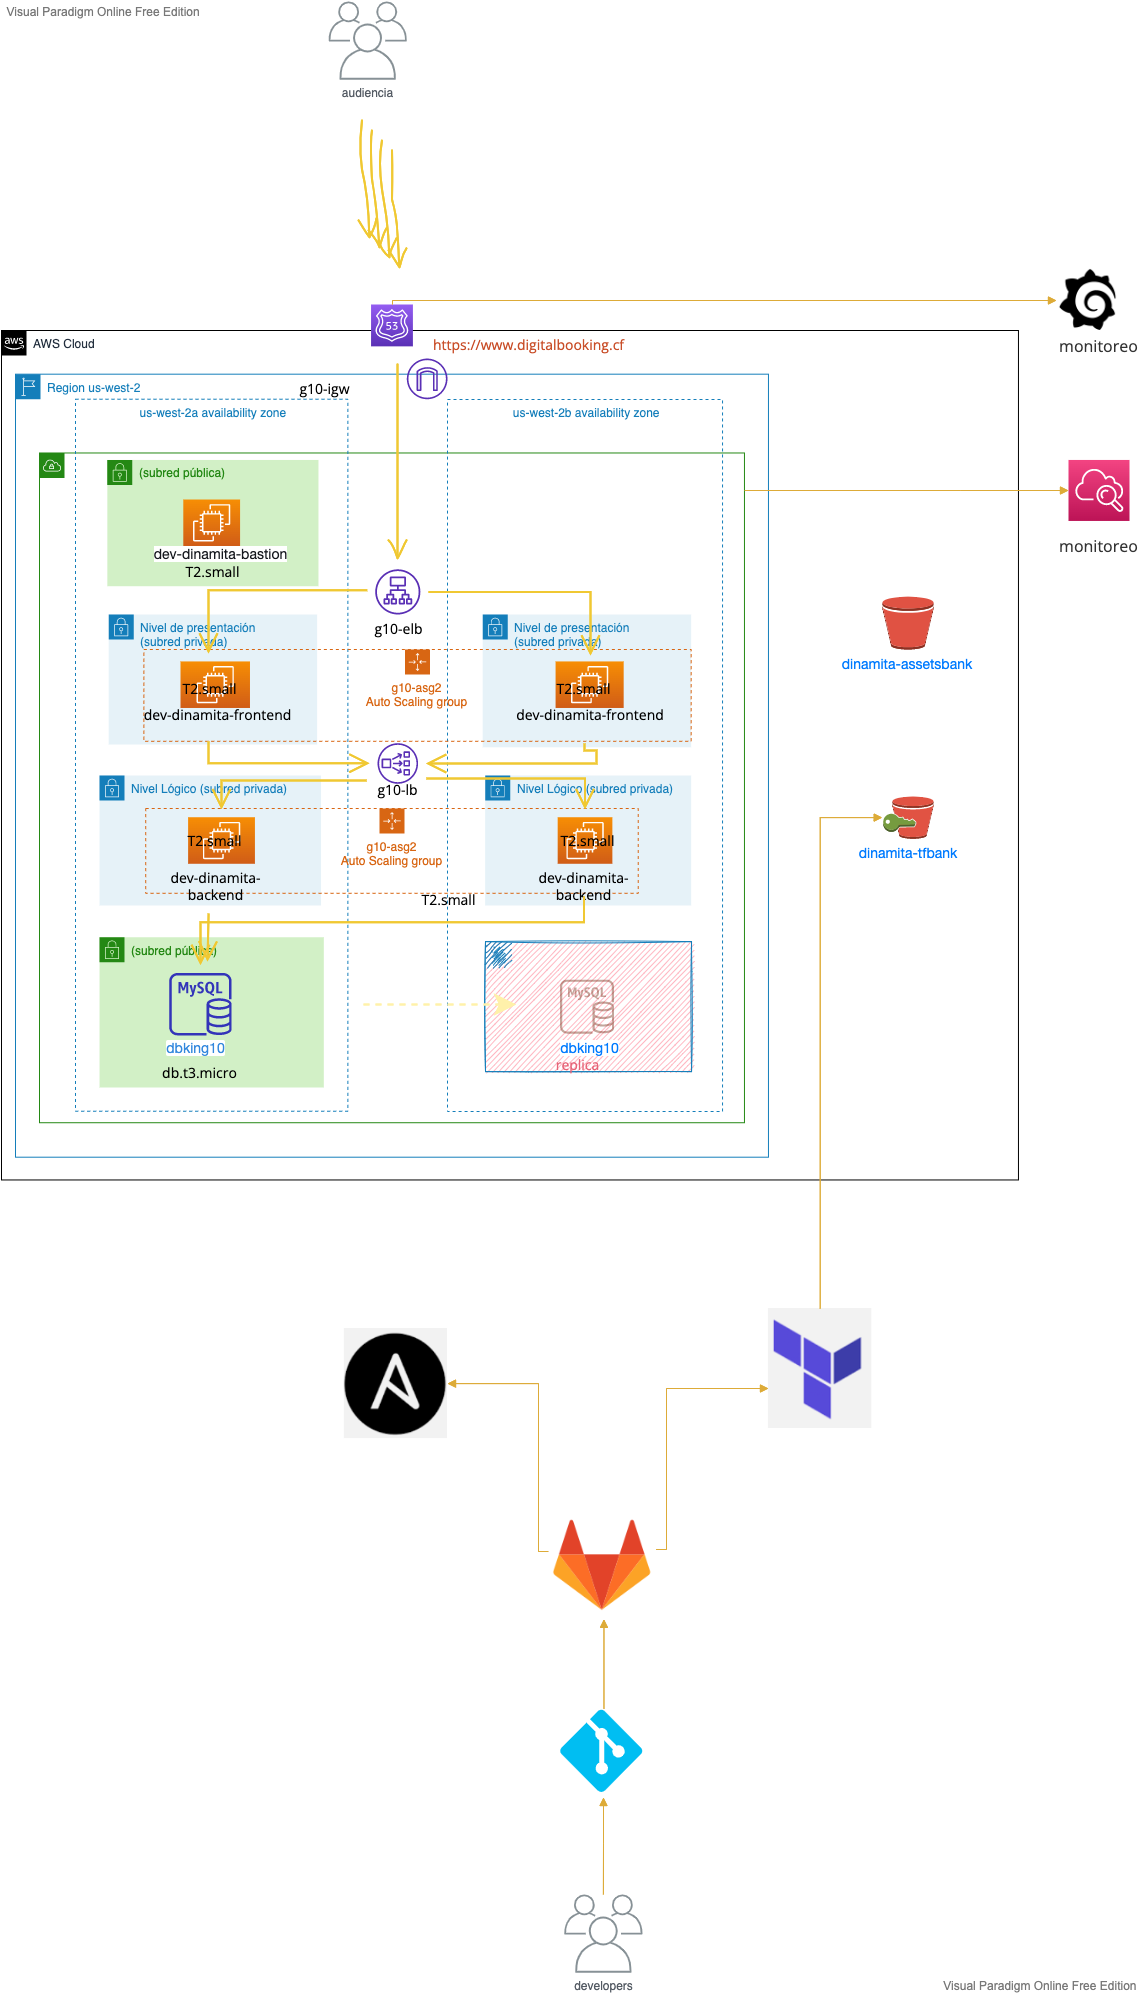 Visual Paradigm Online Free Edition
audiencia
53
aws
AWS Cloud
https://www.digitalbooking.cf
monitoreo
Region us-west-2
g10-igw
us-west-2a availability zone
us-west-2b availability zone
(subred pública)
dev-dinamita-bastion
T2.small
monitoreo
g10-elb
Nivel de presentación
(subred privada)
Nivel de presentación
(subred privada)
g10-asg2
Auto Scaling group
T2.small
dev-dinamita-frontend
T2.small
dev-dinamita-frontend
dinamita-assetsbank
g10-lb
Nivel Lógico (subred privada)
Nivel Lógico (subred privada)
g10-asg2
Auto Scaling group
T2.small
dev-dinamita-
backend
T2.small
dev-dinamita-
backend
T2.small
dinamita-tfbank
(subred pública)
MySQL
dbking10
db.t3.micro
MySQL
dbking10
replica
developers
Visual Paradigm Online Free Edition